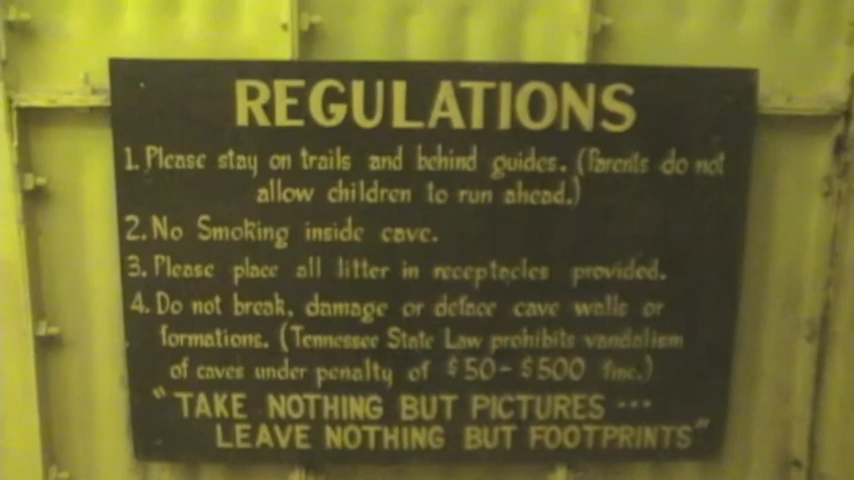 REGULATIONS
1. Please stay on trails and behind guides. (Parents do not
allow children to run ahead.)
2. No Smoking inside cave.
3. Please place all litter in receptacles provided.
4. Do not break, damage or deface cave walls or
formations. (Tennessee State Law prohibits vandalism
of caves under penalty of $50-$500 fine.)
"TAKE NOTHING BUT PICTURES ...
LEAVE NOTHING BUT FOOTPRINTS"